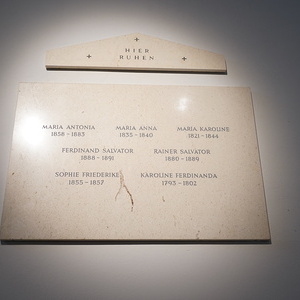 HIER
RUHEN
MARIA ANTONIA MARIA ANNA MARIA KAROLINE
1858 - 1883 1835 - 1840 1821 - 1844
FERDINAND SALVATOR RAINER SALVATOR
1888 - 1891 1880 - 1889
SOPHIE FRIEDERIKE KAROLINE FERDINANDA
1855 - 1857 1793 - 1802